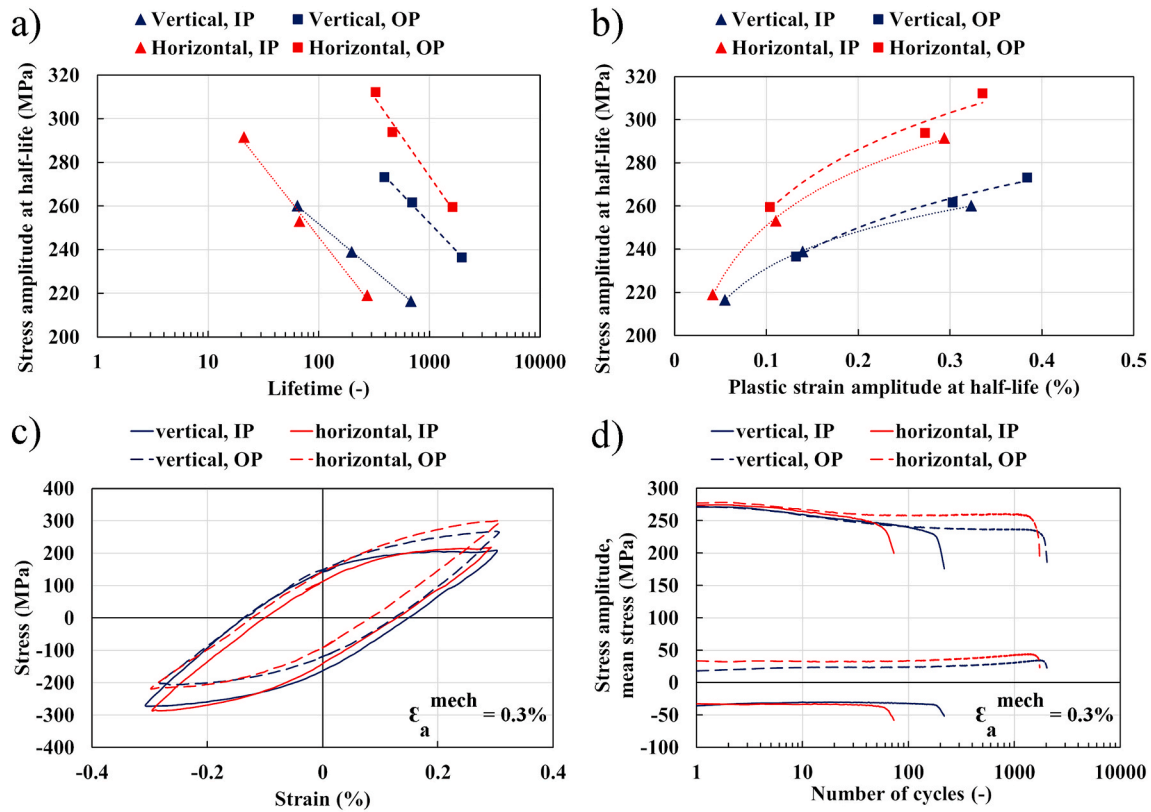 a)
Vertical, IP Vertical, OP
Horizontal, IP Horizontal, OP
Stress amplitude at half-life (MPa)
320
300
280
260
240
220
200
1 10 100 1000 10000
Lifetime (-)
b)
Vertical, IP Vertical, OP
Horizontal, IP Horizontal, OP
Stress amplitude at half-life (MPa)
320
300
280
260
240
220
200
0 0.1 0.2 0.3 0.4 0.5
Plastic strain amplitude at half-life (%)
c)
vertical, IP horizontal, IP
vertical, OP horizontal, OP
Stress (MPa)
400
300
200
100
0
-100
-200
-300
-400
ε a mech = 0.3%
-0.4 -0.2 0 0.2 0.4
Strain (%)
d)
vertical, IP horizontal, IP
vertical, OP horizontal, OP
Stress amplitude,
mean stress (MPa)
300
250
200
150
100
50
0
-50
-100
ε a mech = 0.3%
1 10 100 1000 10000
Number of cycles (-)